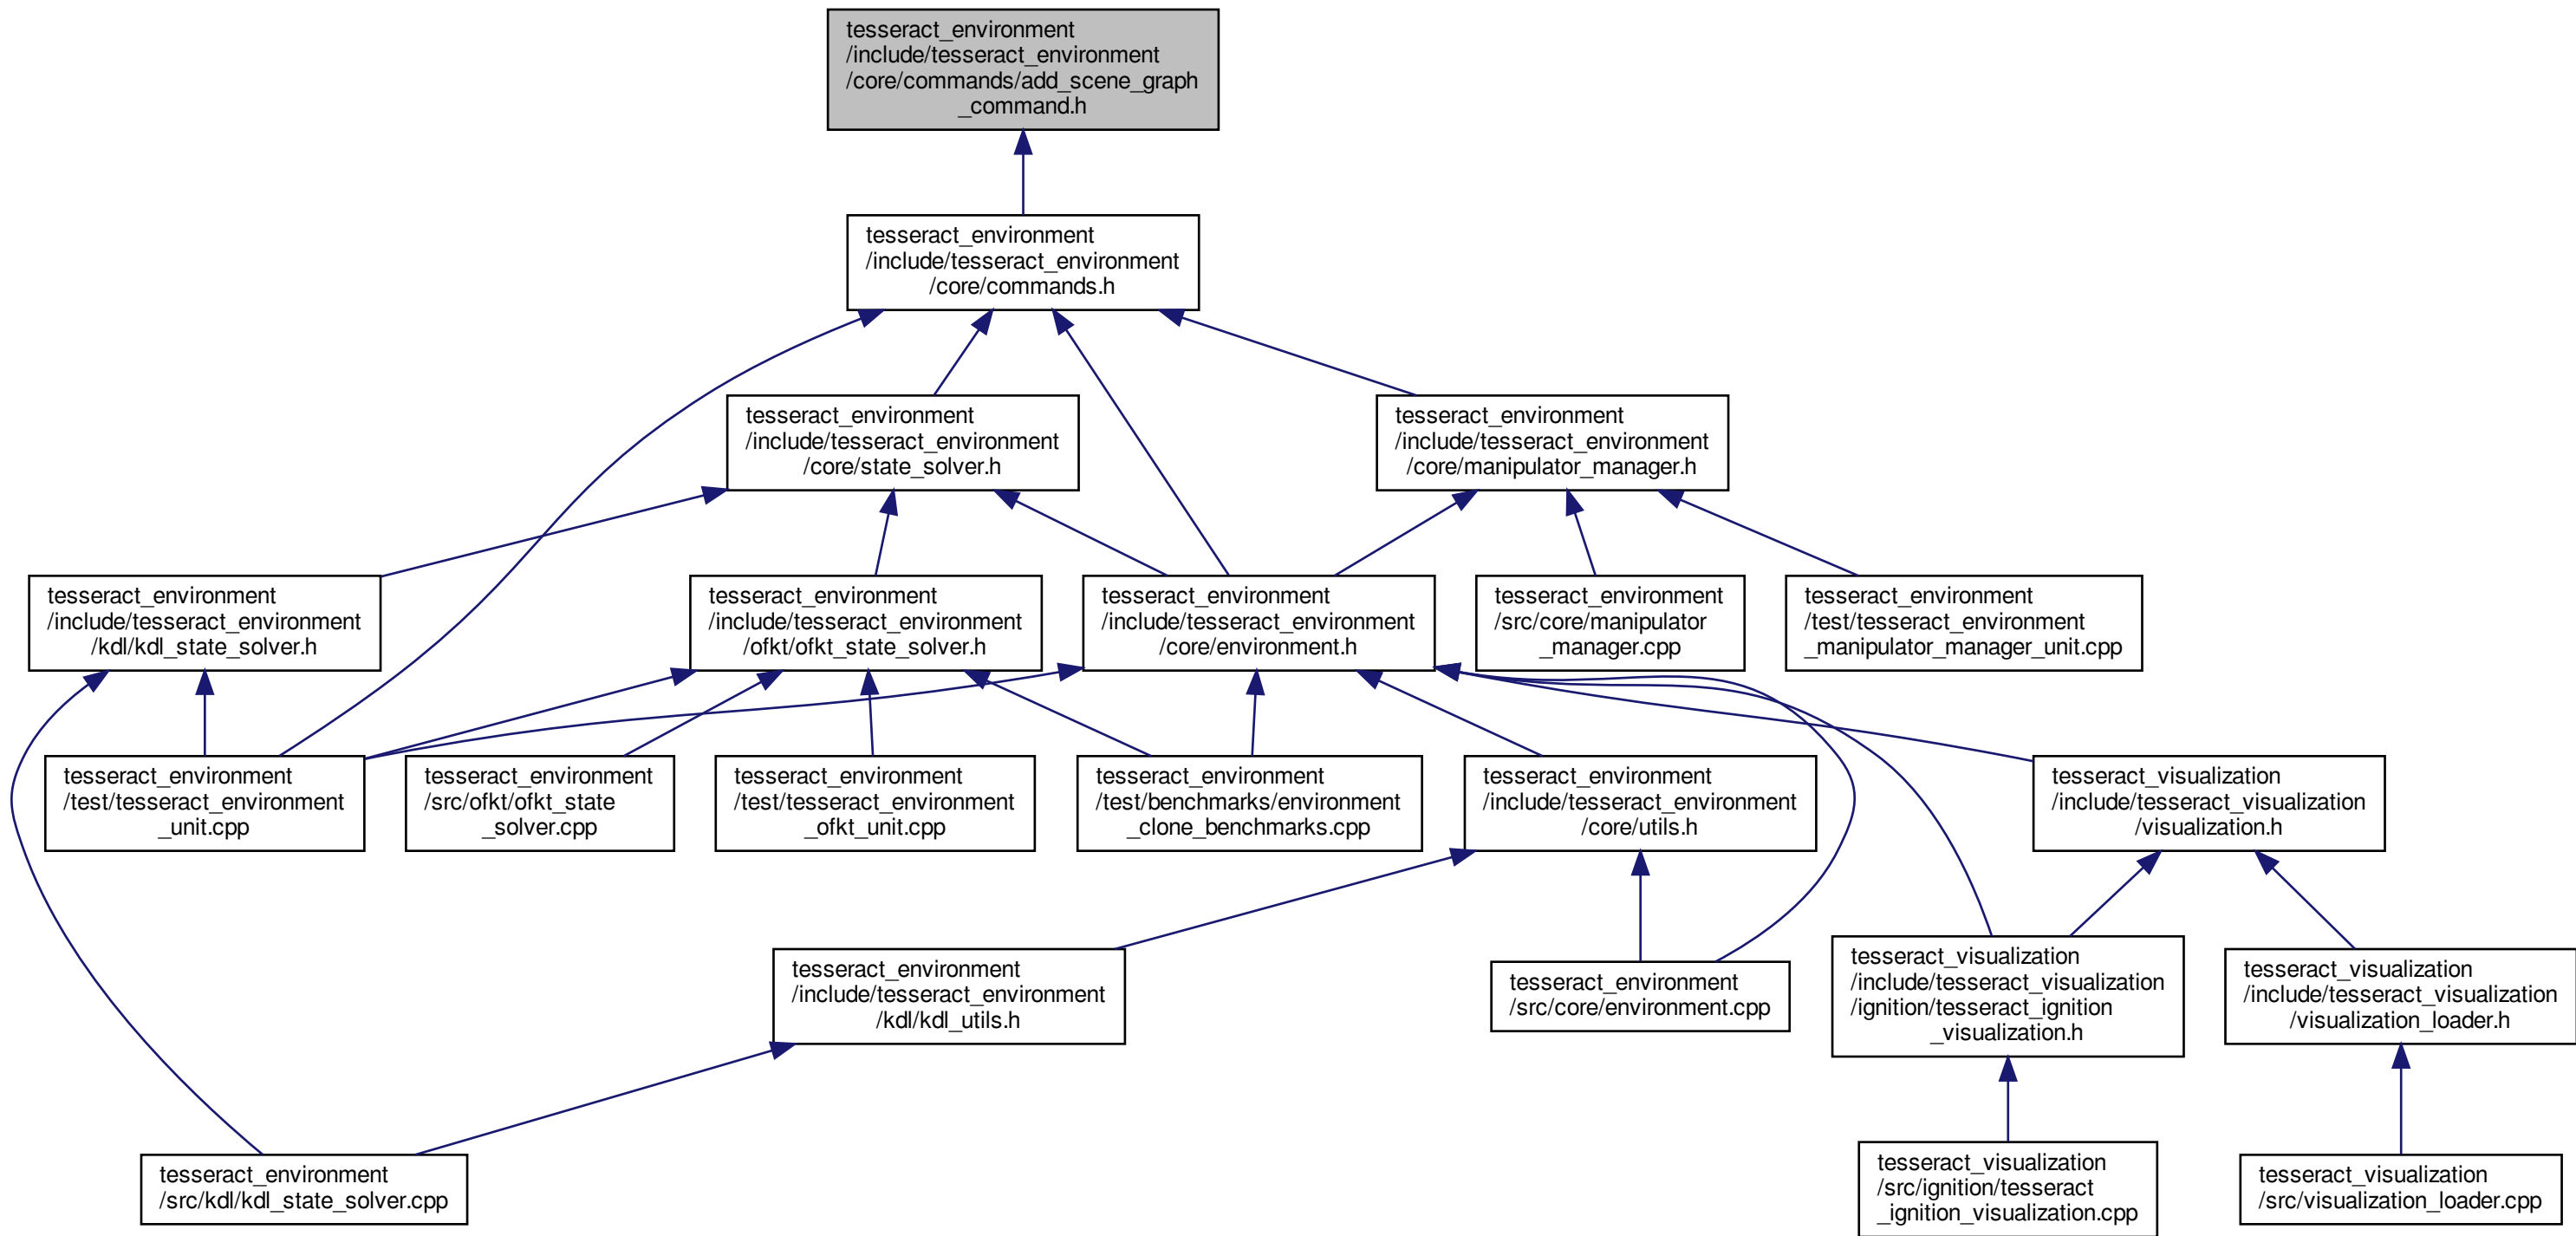 tesseract_environment
/include/tesseract_environment
/core/commands/add_scene_graph
_command.h
tesseract_environment
/include/tesseract_environment
/core/commands.h
tesseract_environment
/include/tesseract_environment
/core/state_solver.h
tesseract_environment
/include/tesseract_environment
/core/manipulator_manager.h
tesseract_environment
/include/tesseract_environment
/kdl/kdl_state_solver.h
tesseract_environment
/include/tesseract_environment
/ofkt/ofkt_state_solver.h
tesseract_environment
/include/tesseract_environment
/core/environment.h
tesseract_environment
/src/core/manipulator
_manager.cpp
tesseract_environment
/test/tesseract_environment
_manipulator_manager_unit.cpp
tesseract_environment
/test/tesseract_environment
_unit.cpp
tesseract_environment
/src/ofkt/ofkt_state
_solver.cpp
tesseract_environment
/test/tesseract_environment
_ofkt_unit.cpp
tesseract_environment
/test/benchmarks/environment
_clone_benchmarks.cpp
tesseract_environment
/include/tesseract_environment
/core/utils.h
tesseract_visualization
/include/tesseract_visualization
/visualization.h
tesseract_environment
/include/tesseract_environment
/kdl/kdl_utils.h
tesseract_environment
/src/core/environment.cpp
tesseract_visualization
/include/tesseract_visualization
/ignition/tesseract_ignition
_visualization.h
tesseract_visualization
/include/tesseract_visualization
/visualization_loader.h
tesseract_environment
/src/kdl/kdl_state_solver.cpp
tesseract_visualization
/src/ignition/tesseract
_ignition_visualization.cpp
tesseract_visualization
/src/visualization_loader.cpp